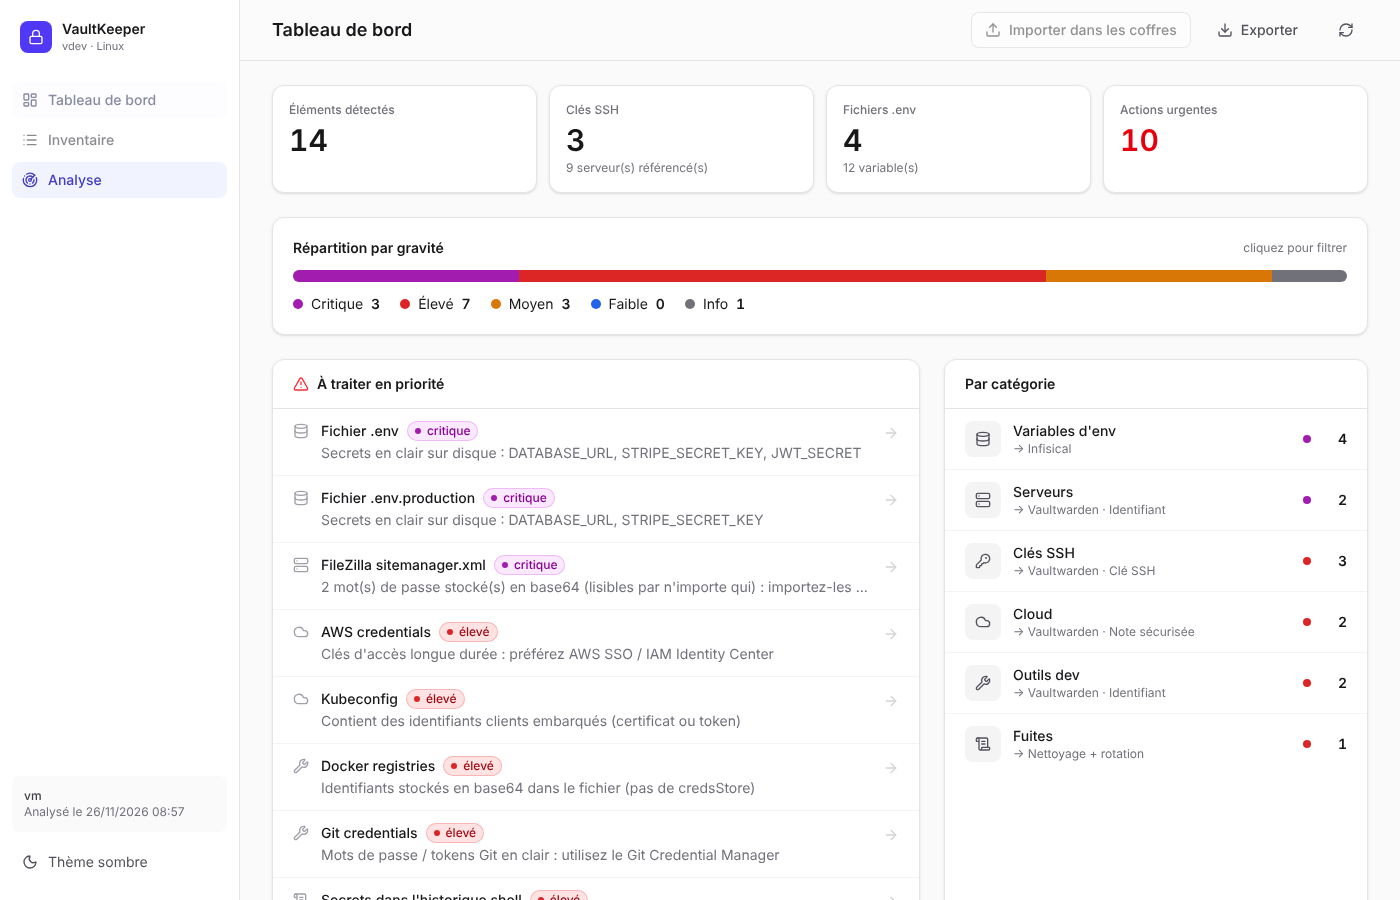 VaultKeeper
vdev · Linux
Tableau de bord
Inventaire
Analyse
vm
Analysé le 26/11/2026 08:57
Thème sombre
Tableau de bord
Importer dans les coffres
Exporter
Éléments détectés
14
Clés SSH
3
9 serveur(s) référencé(s)
Fichiers .env
4
12 variable(s)
Actions urgentes
10
Répartition par gravité
cliquez pour filtrer
Critique 3
Élevé 7
Moyen 3
Faible 0
Info 1
À traiter en priorité
Fichier .env critique
Secrets en clair sur disque : DATABASE_URL, STRIPE_SECRET_KEY, JWT_SECRET
Fichier .env.production critique
Secrets en clair sur disque : DATABASE_URL, STRIPE_SECRET_KEY
FileZilla sitemanager.xml critique
2 mot(s) de passe stocké(s) en base64 (lisibles par n'importe qui) : importez-les ...
AWS credentials élevé
Clés d'accès longue durée : préférez AWS SSO / IAM Identity Center
Kubeconfig élevé
Contient des identifiants clients embarqués (certificat ou token)
Docker registries élevé
Identifiants stockés en base64 dans le fichier (pas de credsStore)
Git credentials élevé
Mots de passe / tokens Git en clair : utilisez le Git Credential Manager
Secrets dans l'historique shell élevé
Par catégorie
Variables d'env
→ Infisical
4
Serveurs
→ Vaultwarden · Identifiant
2
Clés SSH
→ Vaultwarden · Clé SSH
3
Cloud
→ Vaultwarden · Note sécurisée
2
Outils dev
→ Vaultwarden · Identifiant
2
Fuites
→ Nettoyage + rotation
1